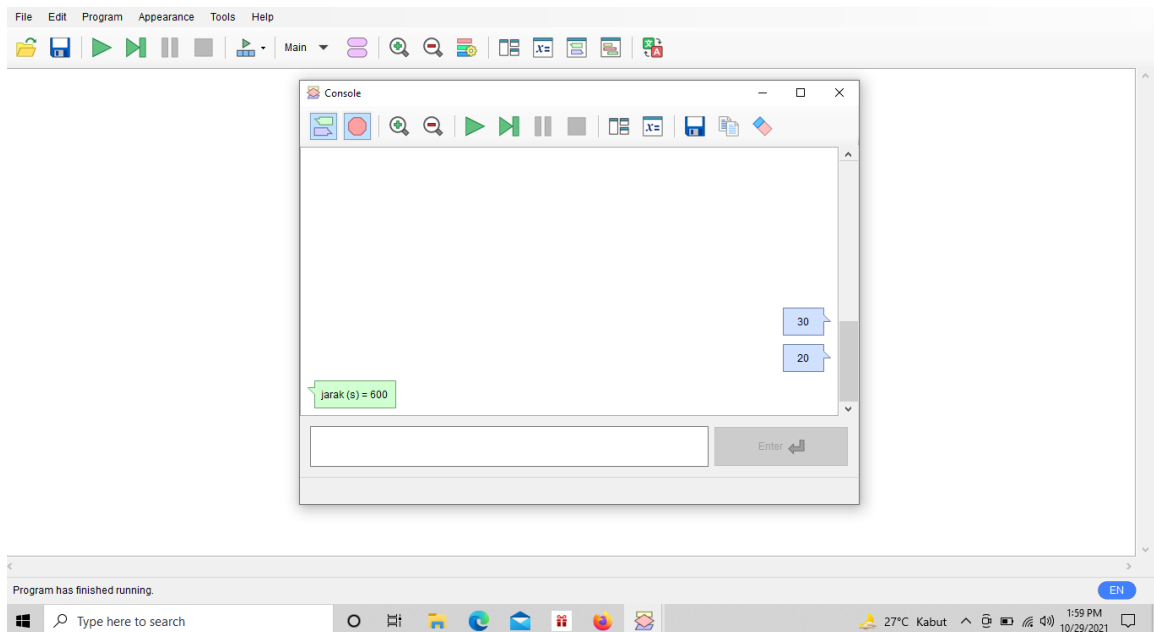 File Edit Program Appearance Tools Help
Main
Console
x=
x=
30
20
jarak (s) = 600
Enter
Program has finished running.
EN
Type here to search
27°C Kabut
1:59 PM
10/29/2021